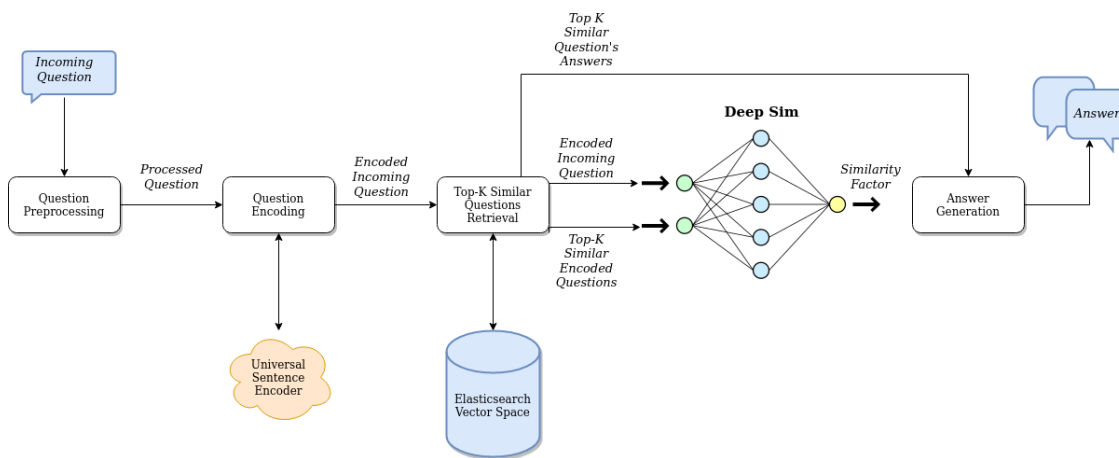 Incoming
Question
Question
Preprocessing
Processed
Question
Question
Encoding
Universal
Sentence
Encoder
Encoded
Incoming
Question
Top-K Similar
Questions
Retrieval
Elasticsearch
Vector Space
Top K
Similar
Question's
Answers
Encoded
Incoming
Question
Top-K
Similar
Encoded
Questions
Deep Sim
Similarity
Factor
Answer
Generation
Answer